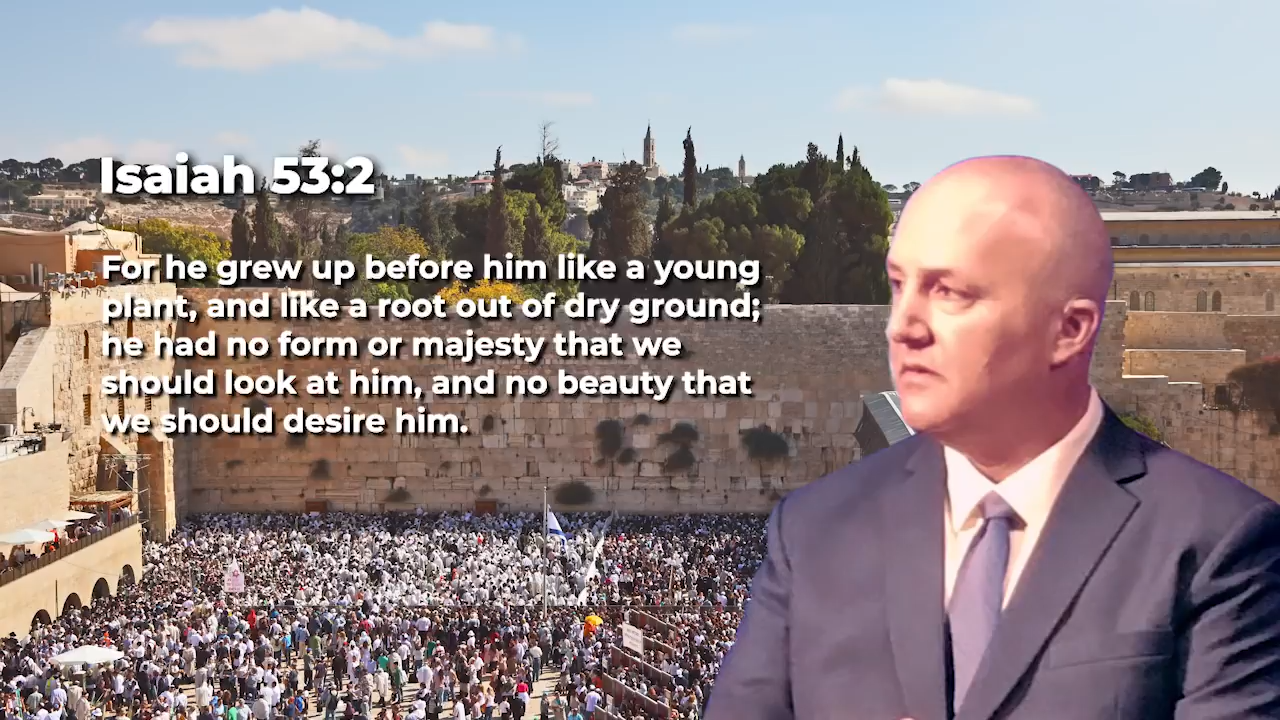 Isaiah 53:2
For he grew up before him like a young
plant, and like a root out of dry ground;
he had no form or majesty that we
should look at him, and no beauty that
we should desire him.